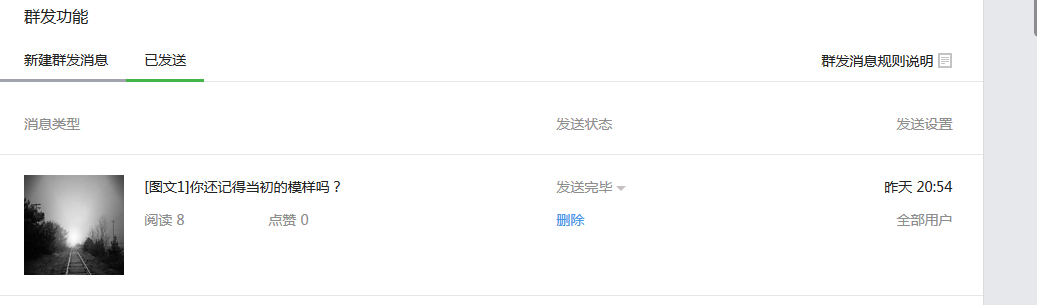 群发功能
新建群发消息 已发送 群发消息规则说明
消息类型 发送状态 发送设置
[图文1]你还记得当初的模样吗？ 发送完毕 昨天 20:54
阅读 8 点赞 0 删除 全部用户